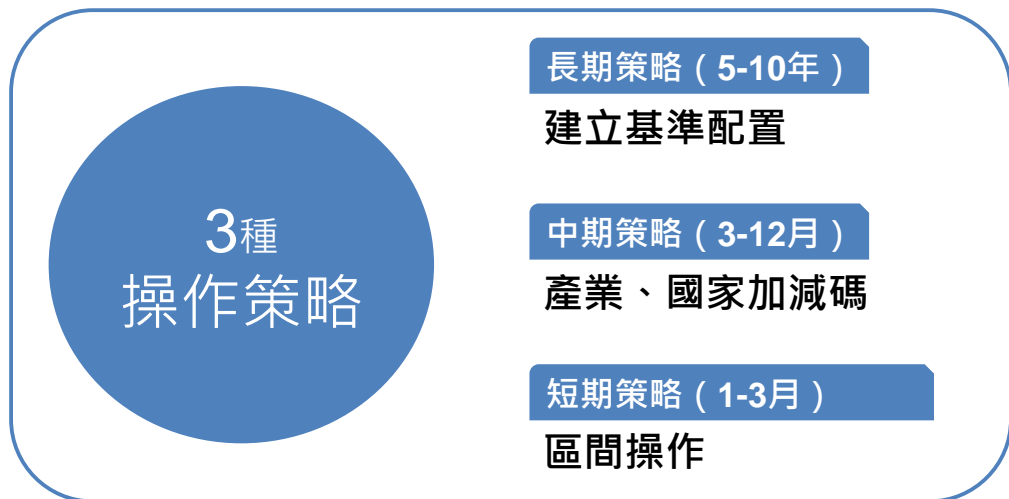 3種
操作策略
長期策略（5-10年）
建立基準配置
中期策略（3-12月）
產業、國家加減碼
短期策略（1-3月）
區間操作